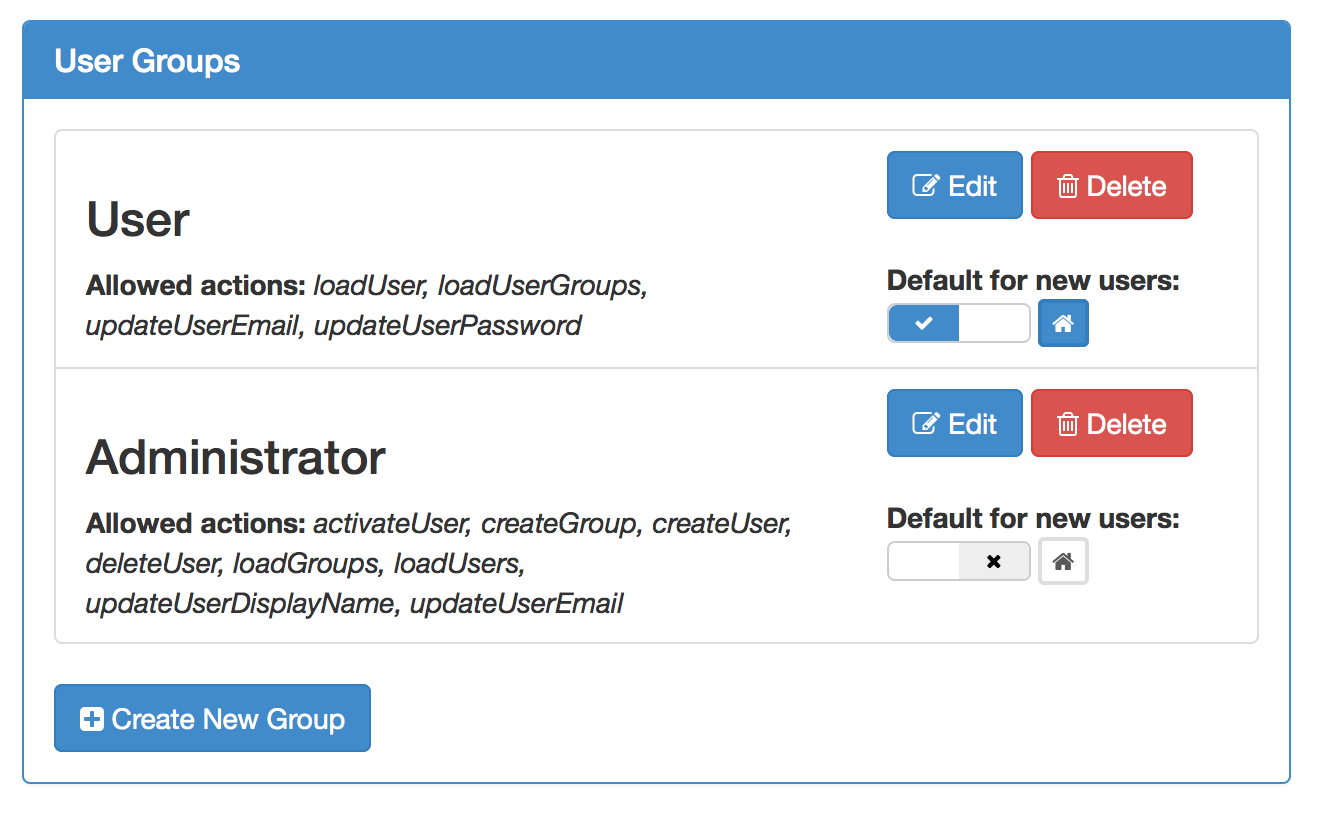 User Groups
Edit
Delete
User
Allowed actions: loadUser, loadUserGroups,
updateUserEmail, updateUserPassword
Default for new users:
Edit
Delete
Administrator
Allowed actions: activateUser, createGroup, createUser,
deleteUser, loadGroups, loadUsers,
updateUserDisplayName, updateUserEmail
Default for new users:
Create New Group